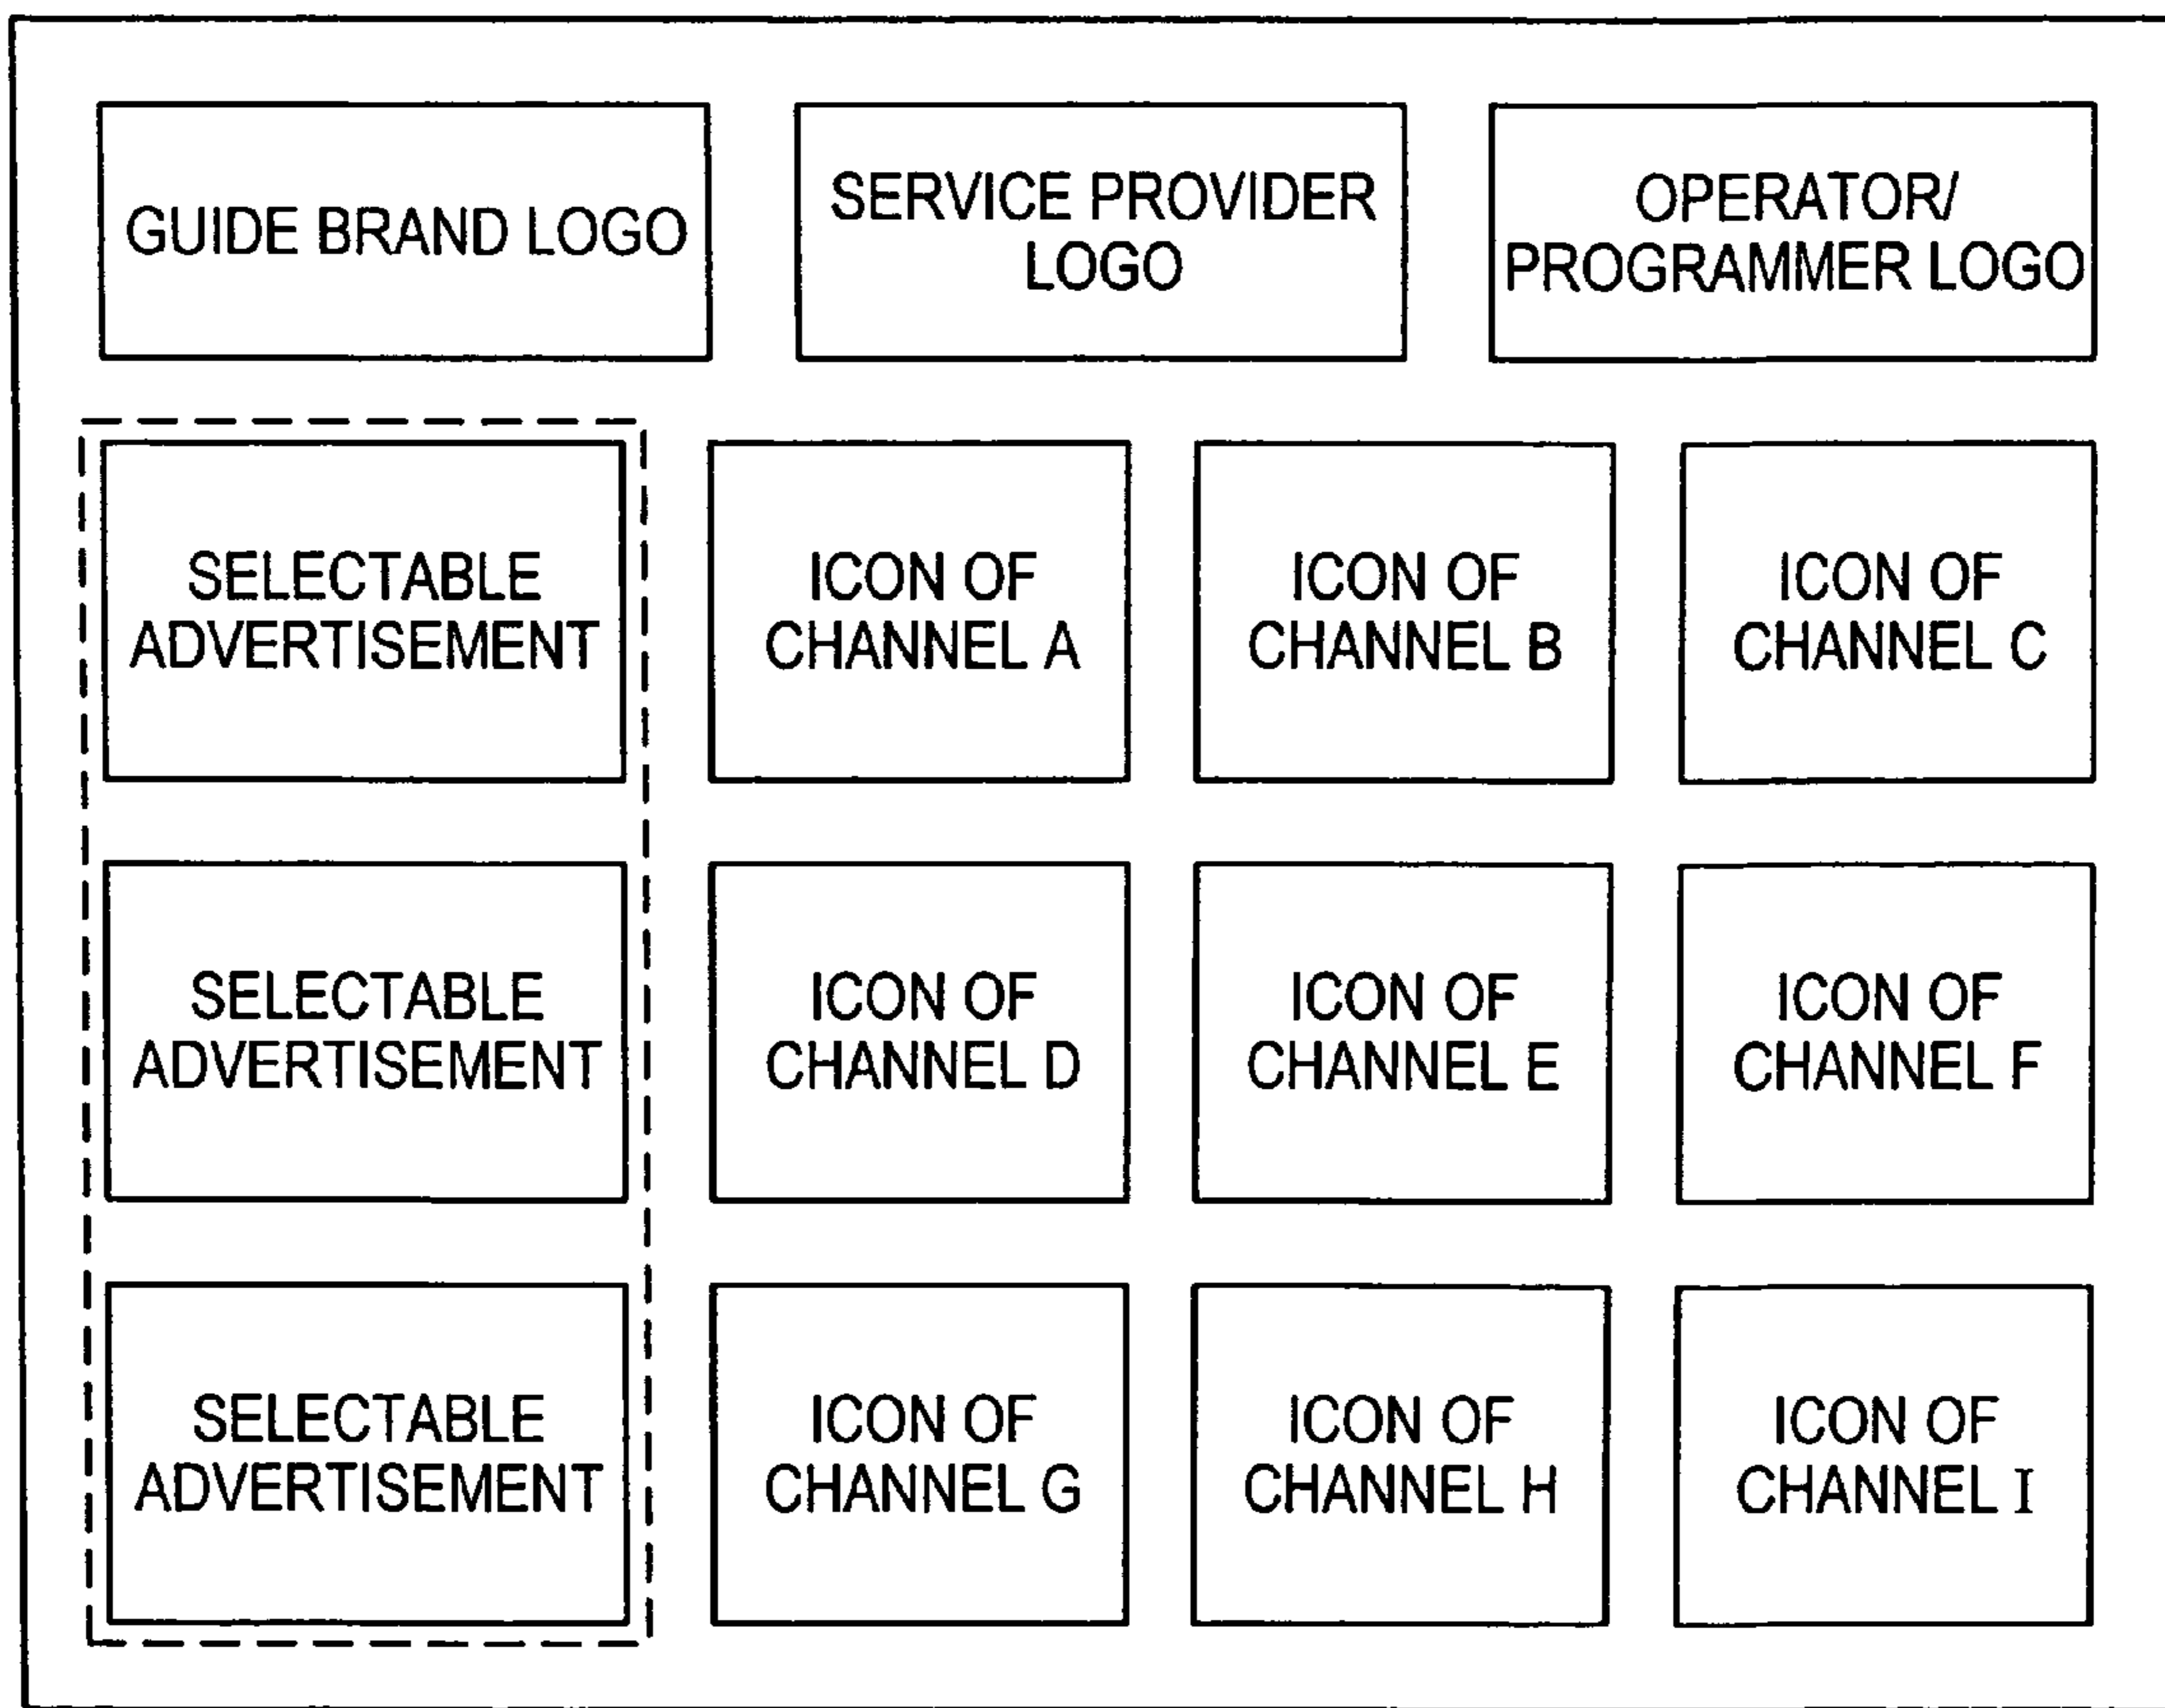 GUIDE BRAND LOGO
SERVICE PROVIDER
LOGO
OPERATOR/
PROGRAMMER LOGO
SELECTABLE
ADVERTISEMENT
ICON OF
CHANNEL A
ICON OF
CHANNEL B
ICON OF
CHANNEL C
SELECTABLE
ADVERTISEMENT
ICON OF
CHANNEL D
ICON OF
CHANNEL E
ICON OF
CHANNEL F
SELECTABLE
ADVERTISEMENT
ICON OF
CHANNEL G
ICON OF
CHANNEL H
ICON OF
CHANNEL I